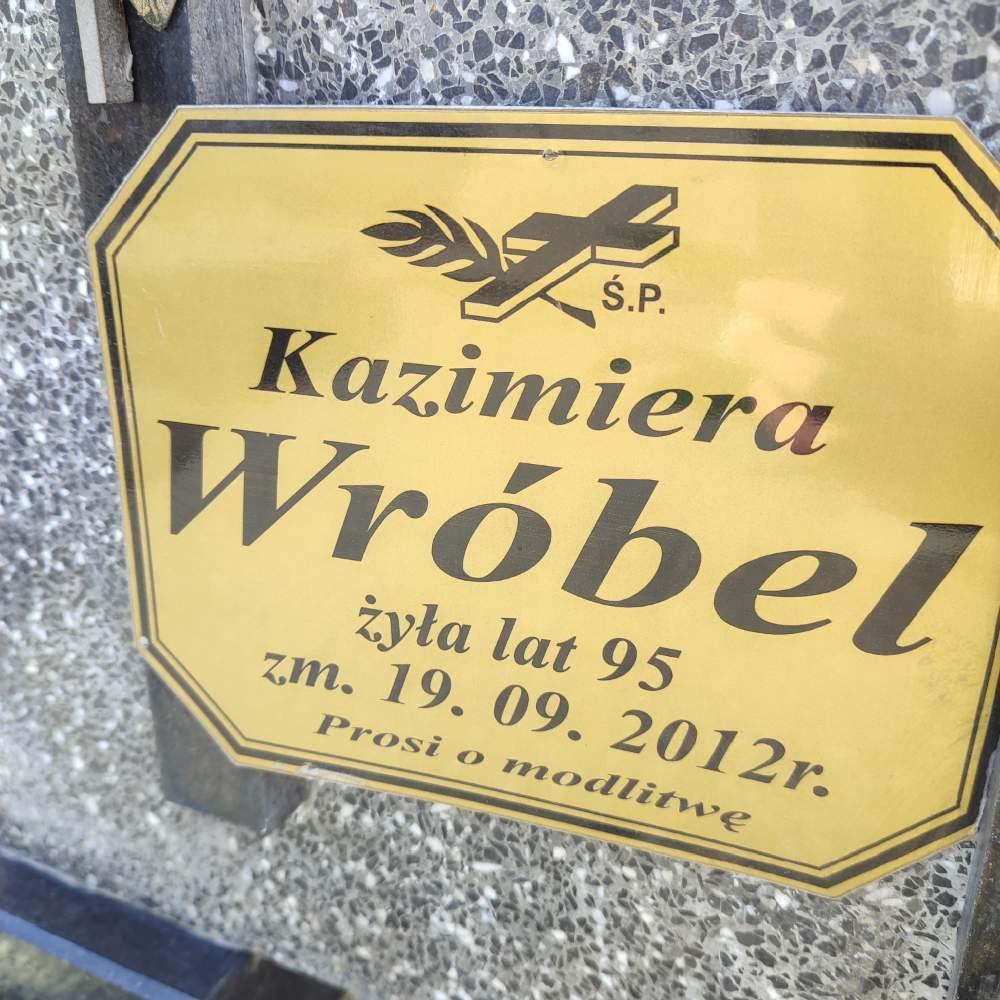 Ś.P.
Kazimiera
Wróbel
żyła lat 95
zm. 19. 09. 2012r.
Prosi o modlitwę